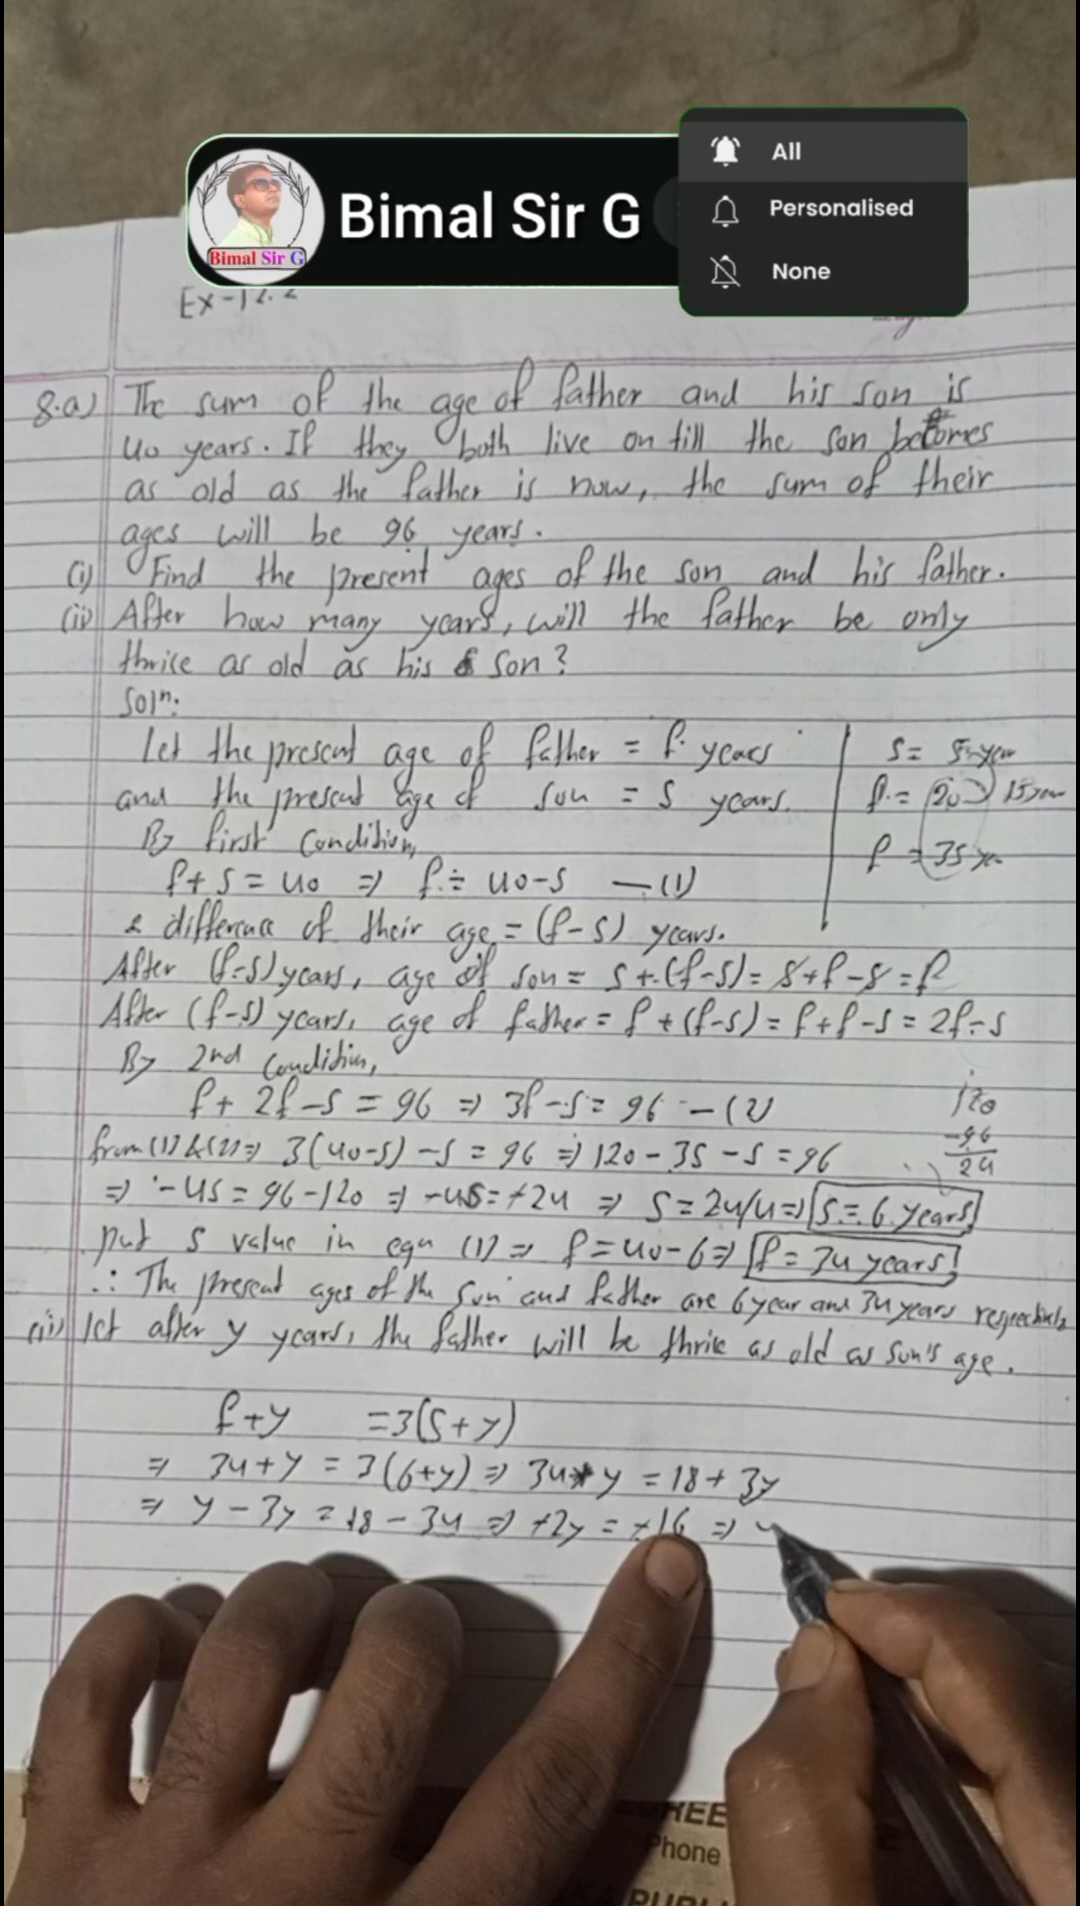 All
Bimal Sir G
Personalised
Bimal Sir G
None
Ex-12.2
8.a) The sum of the age of father and his son is
40 years. If they both live on till the son becomes
as old as the father is now, the sum of their
ages will be 96 years.
(i) Find the present ages of the son and his father.
(ii) After how many years, will the father be only
thrice as old as his son?
Solⁿ:
Let the present age of father = f years
and the present age of son = s years.
s = 5 year
f = 20 15 year
f = 35 ye
By first condition,
f + s = 40 ⇒ f = 40-s —(1)
& difference of their age = (f-s) years.
After (f-s) years, age of son = s + (f-s) = s+f-s = f
After (f-s) years, age of father = f + (f-s) = f+f-s = 2f-s
By 2nd condition,
f + 2f-s = 96 ⇒ 3f-s = 96 —(2)
120
-96
24
from (1) & (2) ⇒ 3(40-s) -s = 96 ⇒ 120 - 3s - s = 96
⇒ -4s = 96-120 ⇒ -4s = -24 ⇒ s = 24/4 ⇒ s = 6 years
put s value in eqn (1) ⇒ f = 40-6 ⇒ f = 34 years
∴ The present ages of the son and father are 6 year and 34 years respectively
(ii) let after y years, the father will be thrice as old as son's age.
f+y = 3(s+y)
⇒ 34+y = 3(6+y) ⇒ 34+y = 18+3y
⇒ y-3y = 18-34 ⇒ -2y = -16 ⇒
Phone